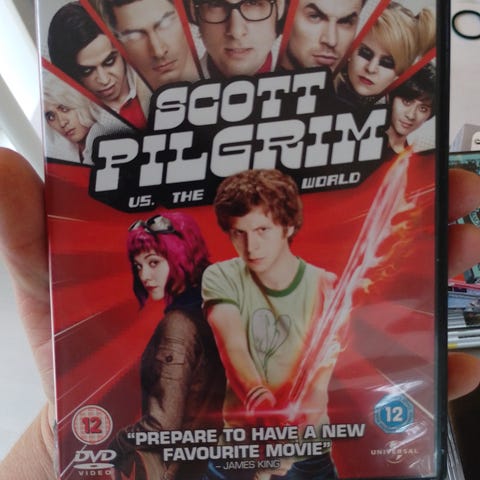 SCOTT
PILGRIM
VS. THE WORLD
12
12
"PREPARE TO HAVE A NEW
FAVOURITE MOVIE"
– JAMES KING
DVD
VIDEO
UNIVERSAL